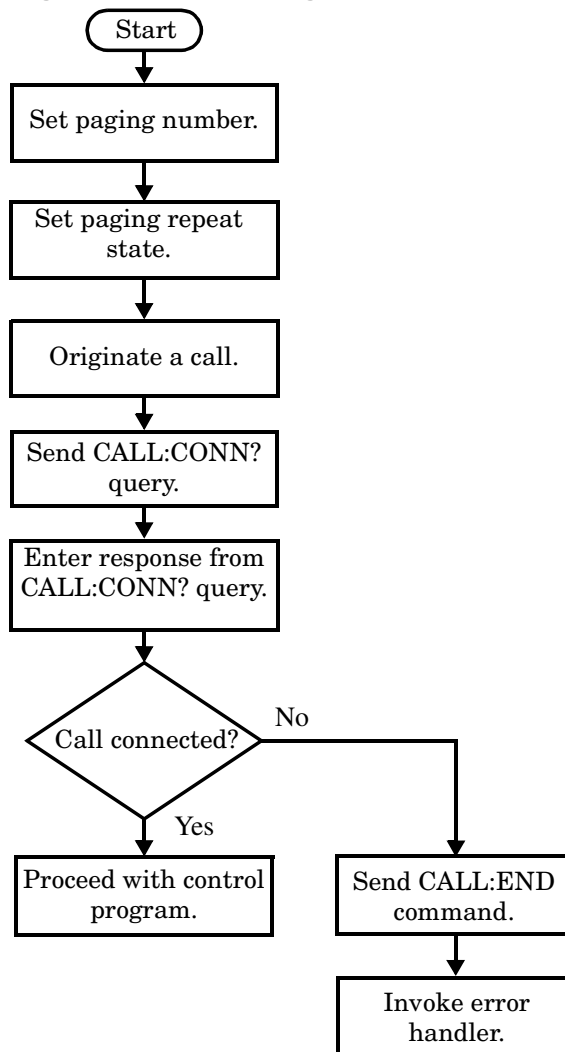 Start
Set paging number.
Set paging repeat
state.
Originate a call.
Send CALL:CONN?
query.
Enter response from
CALL:CONN? query.
Call connected?
No
Yes
Proceed with control
program.
Send CALL:END
command.
Invoke error
handler.